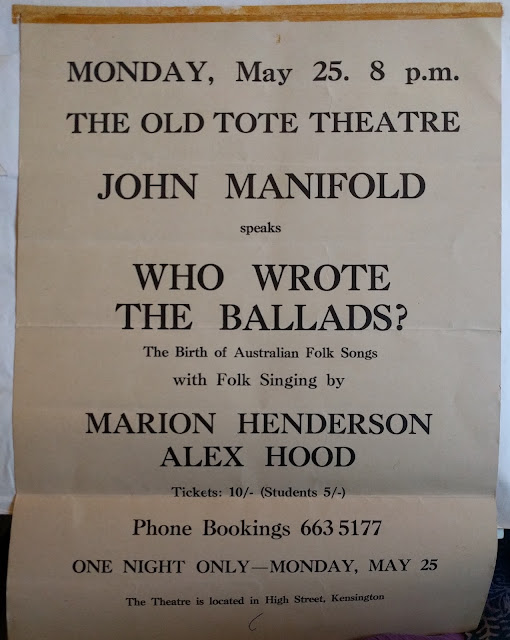 MONDAY, May 25. 8 p.m.
THE OLD TOTE THEATRE
JOHN MANIFOLD
speaks
WHO WROTE
THE BALLADS?
The Birth of Australian Folk Songs
with Folk Singing by
MARION HENDERSON
ALEX HOOD
Tickets: 10/- (Students 5/-)
Phone Bookings 663 5177
ONE NIGHT ONLY—MONDAY, MAY 25
The Theatre is located in High Street, Kensington